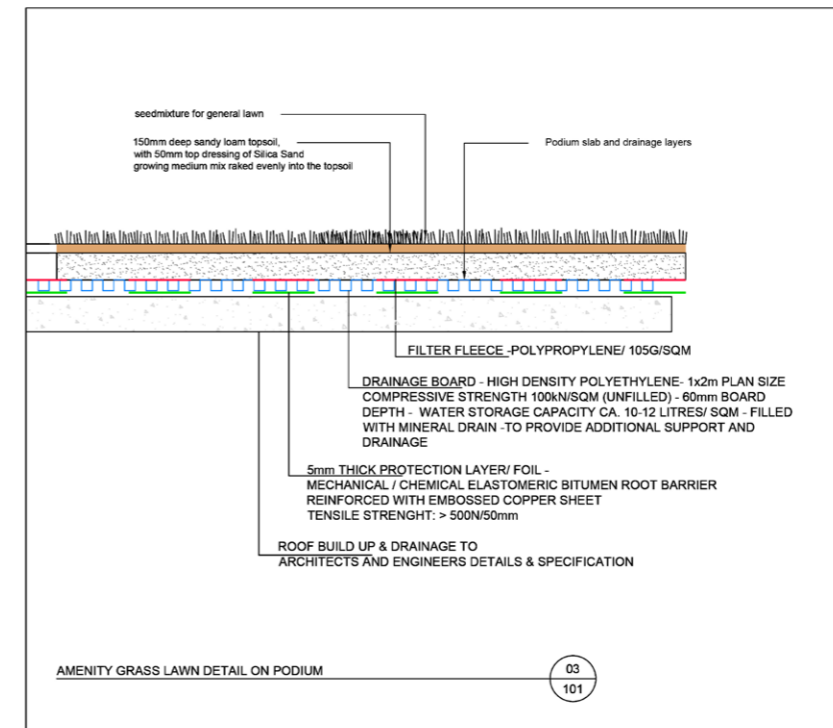 seedmixture for general lawn
150mm deep sandy loam topsoil,
with 50mm top dressing of Silica Sand
growing medium mix raked evenly into the topsoil
Podium slab and drainage layers
FILTER FLEECE -POLYPROPYLENE/ 105G/SQM
DRAINAGE BOARD - HIGH DENSITY POLYETHYLENE- 1x2m PLAN SIZE
COMPRESSIVE STRENGTH 100kN/SQM (UNFILLED) - 60mm BOARD
DEPTH - WATER STORAGE CAPACITY CA. 10-12 LITRES/ SQM - FILLED
WITH MINERAL DRAIN -TO PROVIDE ADDITIONAL SUPPORT AND
DRAINAGE
5mm THICK PROTECTION LAYER/ FOIL -
MECHANICAL / CHEMICAL ELASTOMERIC BITUMEN ROOT BARRIER
REINFORCED WITH EMBOSSED COPPER SHEET
TENSILE STRENGHT: > 500N/50mm
ROOF BUILD UP & DRAINAGE TO
ARCHITECTS AND ENGINEERS DETAILS & SPECIFICATION
AMENITY GRASS LAWN DETAIL ON PODIUM
03
101